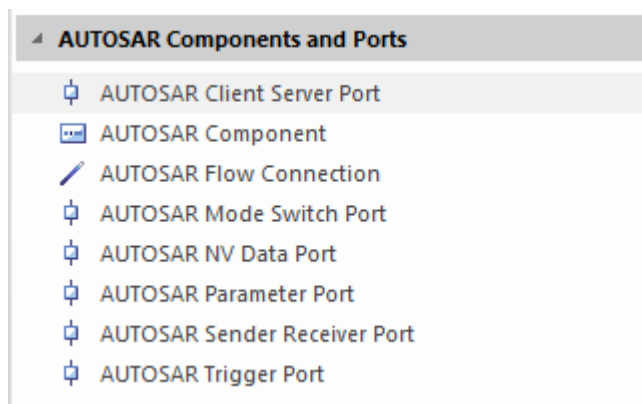 AUTOSAR Components and Ports
AUTOSAR Client Server Port
AUTOSAR Component
AUTOSAR Flow Connection
AUTOSAR Mode Switch Port
AUTOSAR NV Data Port
AUTOSAR Parameter Port
AUTOSAR Sender Receiver Port
AUTOSAR Trigger Port